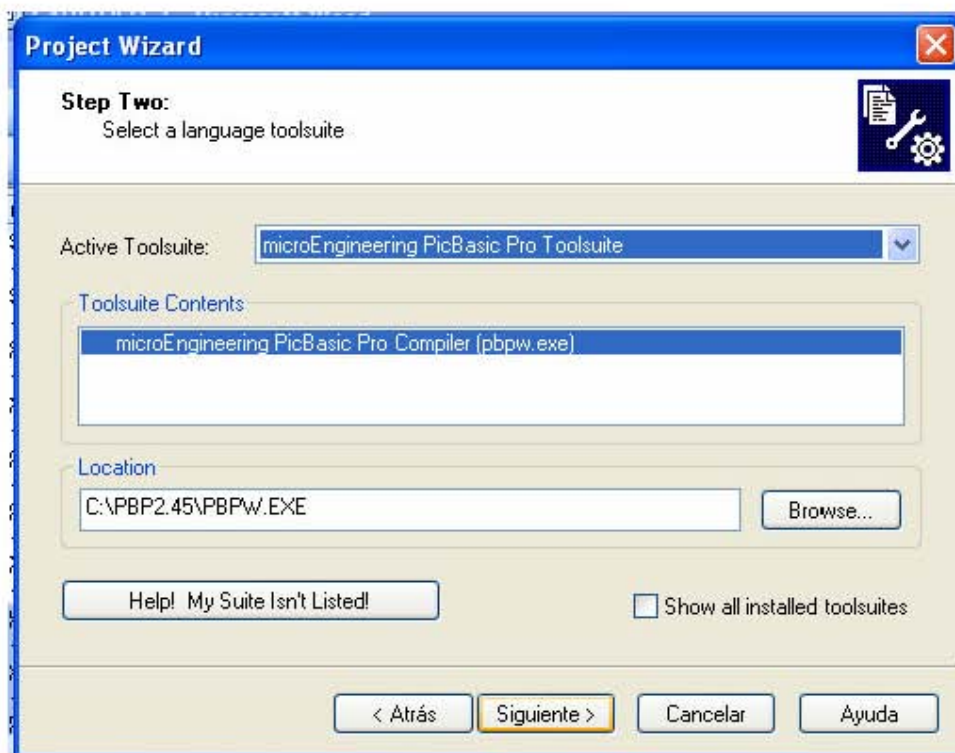 Project Wizard
Step Two:
Select a language toolsuite
Active Toolsuite:
microEngineering PicBasic Pro Toolsuite
Toolsuite Contents
microEngineering PicBasic Pro Compiler (pbpw.exe)
Location
C:\PBP2.45\PBPW.EXE
Browse...
Help! My Suite Isn't Listed!
Show all installed toolsuites
< Atrás
Siguiente >
Cancelar
Ayuda